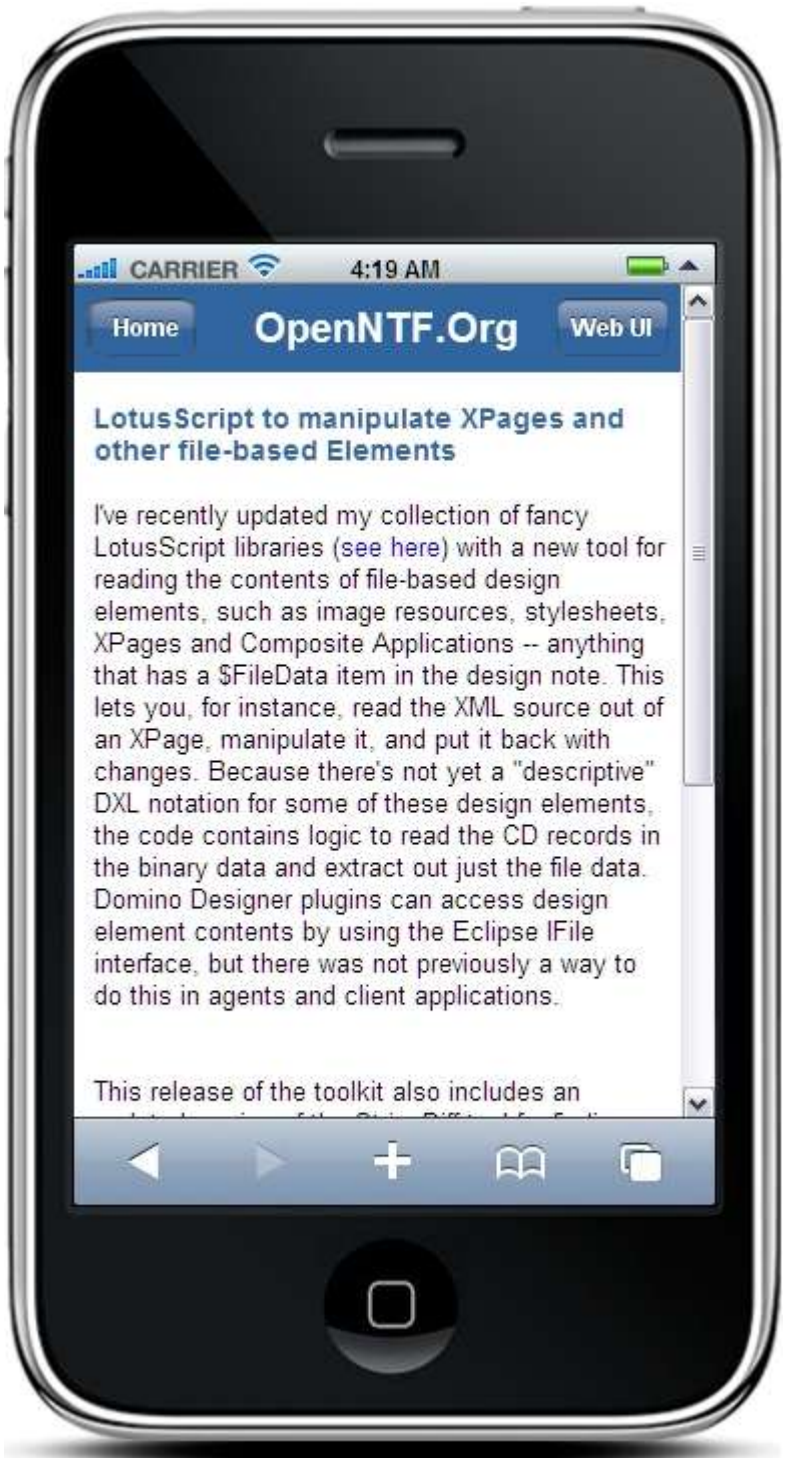 CARRIER 4:19 AM
Home OpenNTF.Org Web UI
LotusScript to manipulate XPages and
other file-based Elements
I've recently updated my collection of fancy
LotusScript libraries (see here) with a new tool for
reading the contents of file-based design
elements, such as image resources, stylesheets,
XPages and Composite Applications -- anything
that has a $FileData item in the design note. This
lets you, for instance, read the XML source out of
an XPage, manipulate it, and put it back with
changes. Because there's not yet a "descriptive"
DXL notation for some of these design elements,
the code contains logic to read the CD records in
the binary data and extract out just the file data.
Domino Designer plugins can access design
element contents by using the Eclipse IFile
interface, but there was not previously a way to
do this in agents and client applications.
This release of the toolkit also includes an